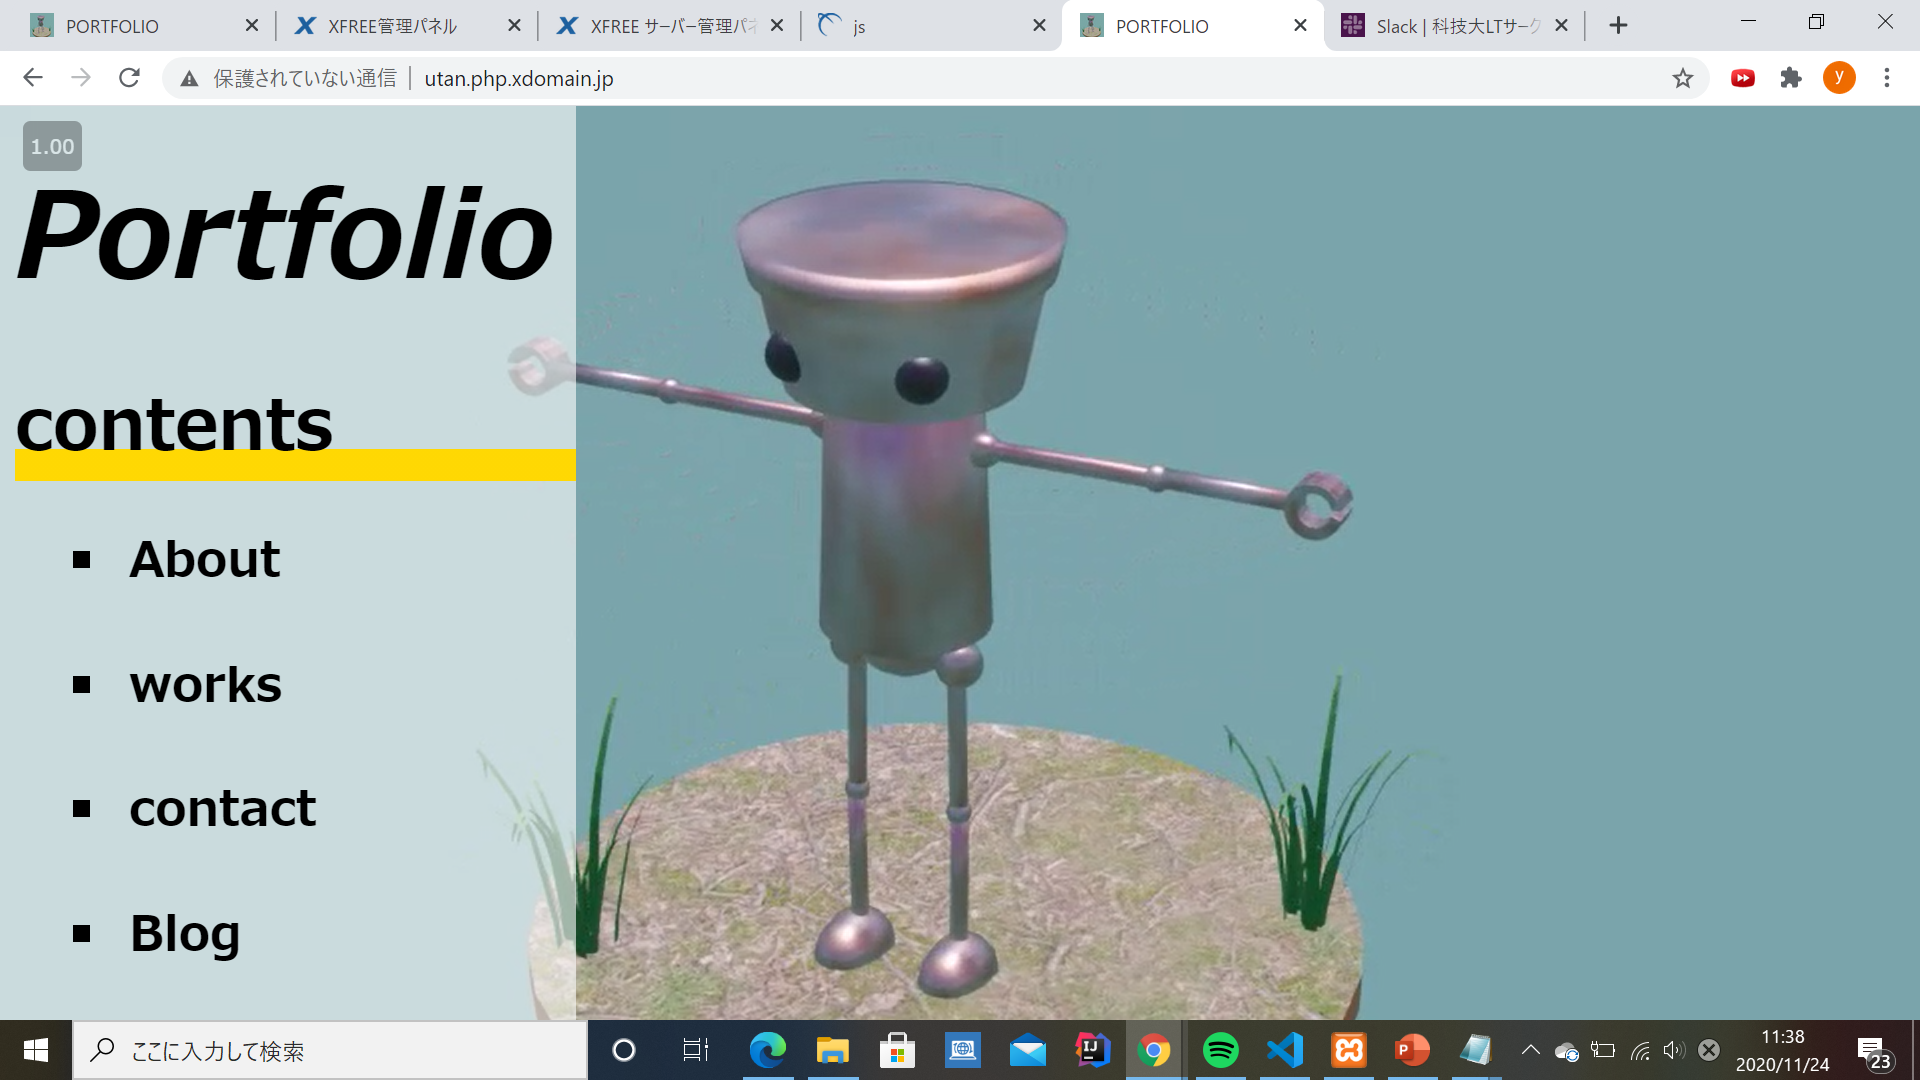 PORTFOLIO
XFREE管理パネル
XFREE サーバー管理パネ
js
PORTFOLIO
Slack | 科技大LTサーク
保護されていない通信
utan.php.xdomain.jp
y
1.00
Portfolio
contents
About
works
contact
Blog
ここに入力して検索
IJ
P
11:38
2020/11/24
23